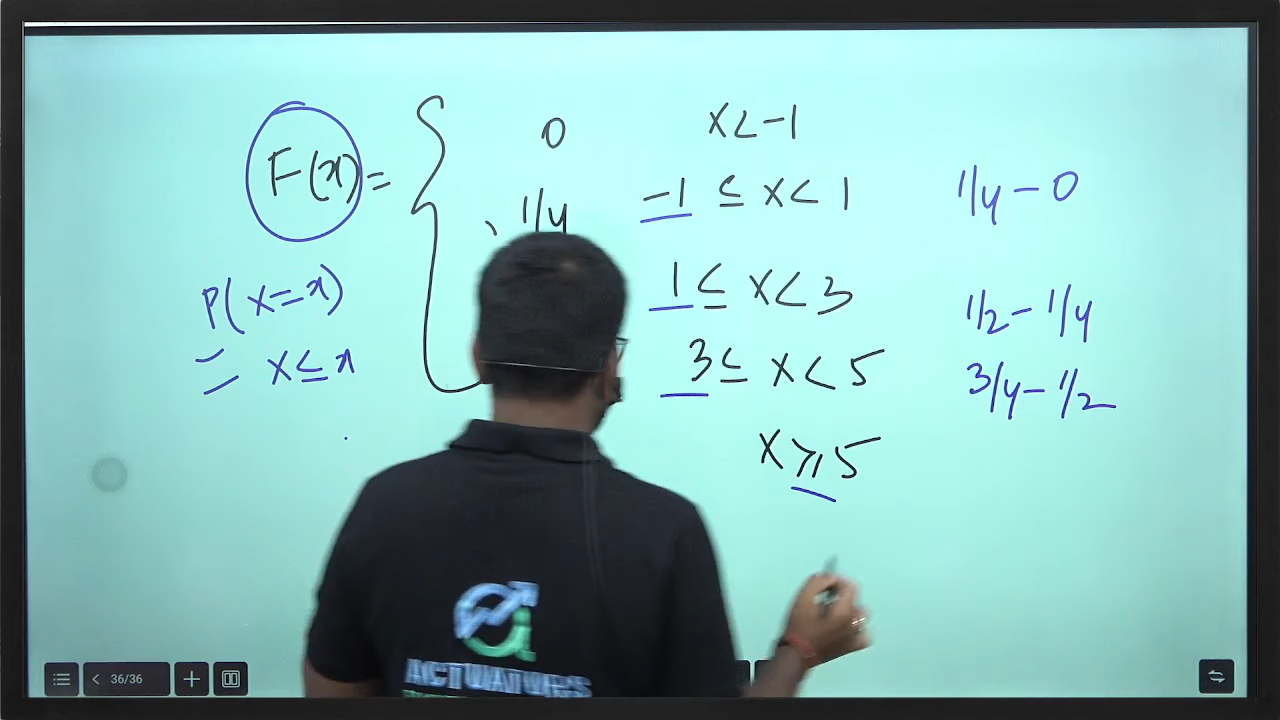 F(x) =
0 x < -1
1/4 -1 ≤ x < 1 1/4 - 0
P(x = x) 1 ≤ x < 3 1/2 - 1/4
= x ≤ x 3 ≤ x < 5 3/4 - 1/2
x ≥ 5
ACTUATORS
36/36